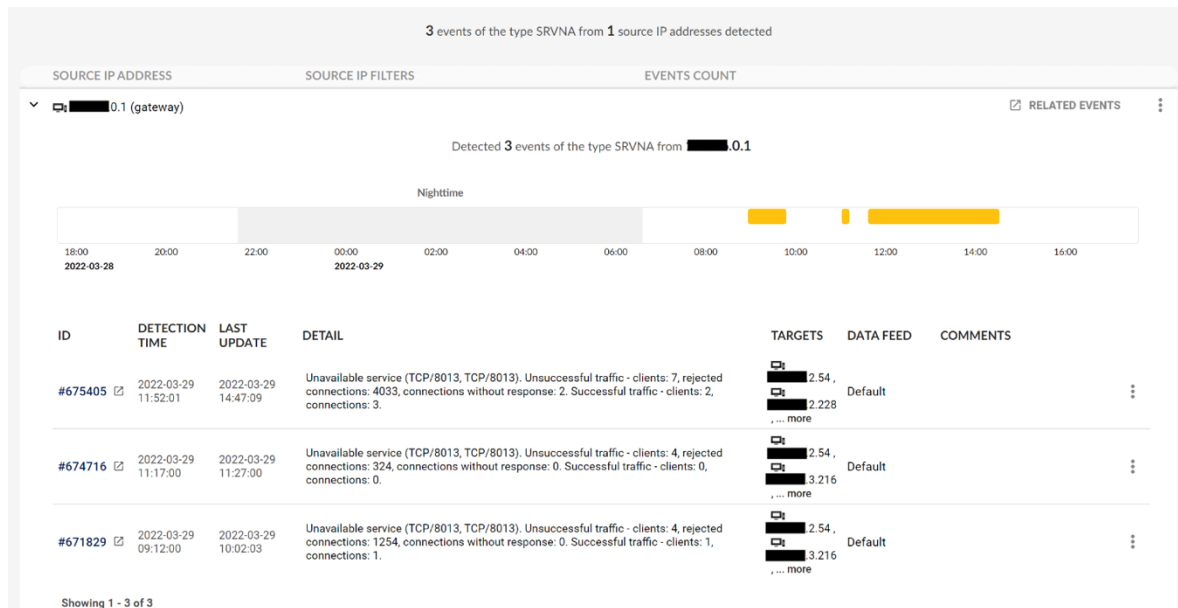 3 events of the type SRVNA from 1 source IP addresses detected
SOURCE IP ADDRESS SOURCE IP FILTERS EVENTS COUNT
.0.1 (gateway) RELATED EVENTS
Detected 3 events of the type SRVNA from .0.1
Nighttime
18:00 20:00 22:00 00:00 02:00 04:00 06:00 08:00 10:00 12:00 14:00 16:00
2022-03-28 2022-03-29
ID DETECTION TIME LAST UPDATE DETAIL TARGETS DATA FEED COMMENTS
#675405 2022-03-29 11:52:01 2022-03-29 14:47:09
Unavailable service (TCP/8013, TCP/8013). Unsuccessful traffic - clients: 7, rejected
connections: 4033, connections without response: 2. Successful traffic - clients: 2,
connections: 3.
.2.54 ,
.2.228
, ... more
Default
#674716 2022-03-29 11:17:00 2022-03-29 11:27:00
Unavailable service (TCP/8013, TCP/8013). Unsuccessful traffic - clients: 4, rejected
connections: 324, connections without response: 0. Successful traffic - clients: 0,
connections: 0.
.2.54 ,
.3.216
, ... more
Default
#671829 2022-03-29 09:12:00 2022-03-29 10:02:03
Unavailable service (TCP/8013, TCP/8013). Unsuccessful traffic - clients: 4, rejected
connections: 1254, connections without response: 0. Successful traffic - clients: 1,
connections: 1.
.2.54 ,
.3.216
, ... more
Default
Showing 1 - 3 of 3